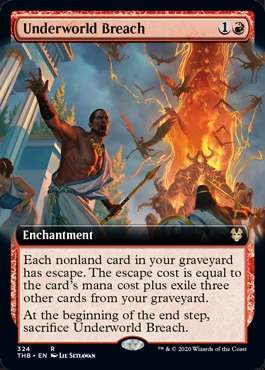 Underworld Breach 1
Enchantment
Each nonland card in your graveyard
has escape. The escape cost is equal to
the card's mana cost plus exile three
other cards from your graveyard.
At the beginning of the end step,
sacrifice Underworld Breach.
324 R
THB • EN Lie Setiawan
™ & © 2020 Wizards of the Coast